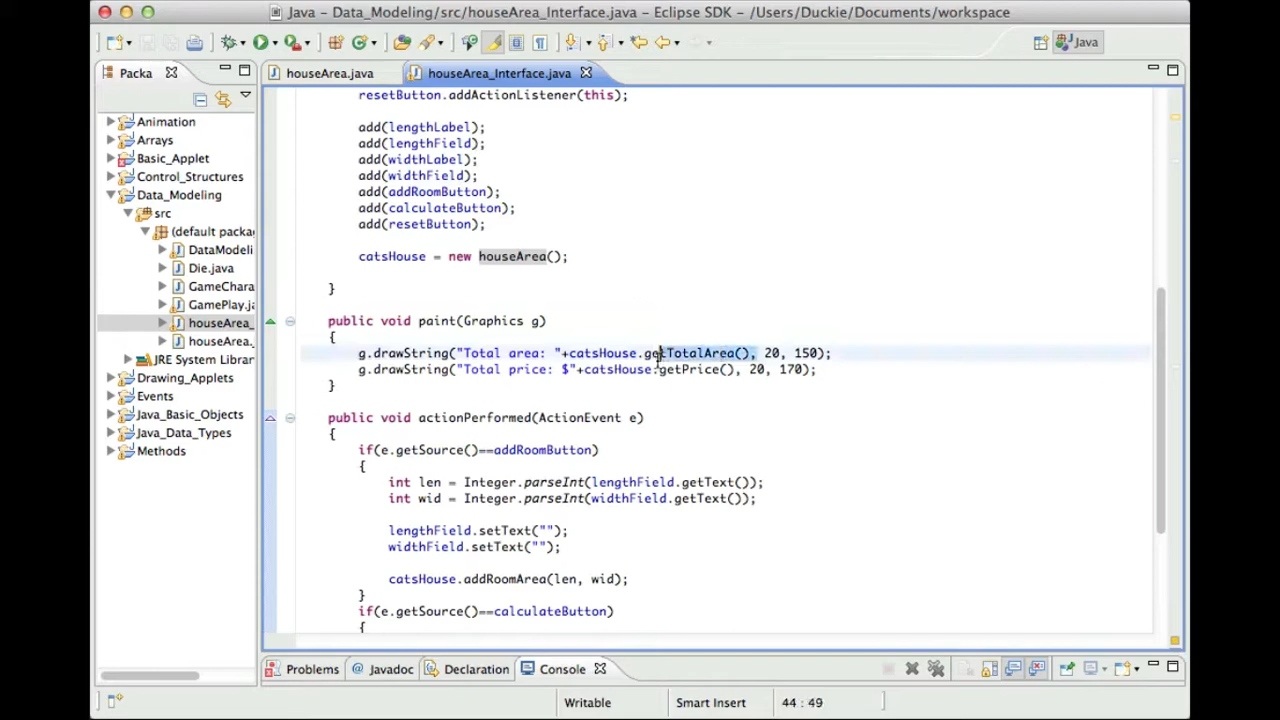 Java - Data_Modeling/src/houseArea_Interface.java - Eclipse SDK - /Users/Duckie/Documents/workspace
Java
Packa
houseArea.java
houseArea_Interface.java
Animation
Arrays
Basic_Applet
Control_Structures
Data_Modeling
src
(default packa
DataModeli
Die.java
GameChara
GamePlay.ja
houseArea_
houseArea.
JRE System Librar
Drawing_Applets
Events
Java_Basic_Objects
Java_Data_Types
Methods
resetButton.addActionListener(this);
add(lengthLabel);
add(lengthField);
add(widthLabel);
add(widthField);
add(addRoomButton);
add(calculateButton);
add(resetButton);
catsHouse = new houseArea();
}
public void paint(Graphics g)
{
g.drawString("Total area: "+catsHouse.getTotalArea(), 20, 150);
g.drawString("Total price: $"+catsHouse.getPrice(), 20, 170);
}
public void actionPerformed(ActionEvent e)
{
if(e.getSource()==addRoomButton)
{
int len = Integer.parseInt(lengthField.getText());
int wid = Integer.parseInt(widthField.getText());
lengthField.setText("");
widthField.setText("");
catsHouse.addRoomArea(len, wid);
}
if(e.getSource()==calculateButton)
{
Problems
@ Javadoc
Declaration
Console
Writable
Smart Insert
44 : 49